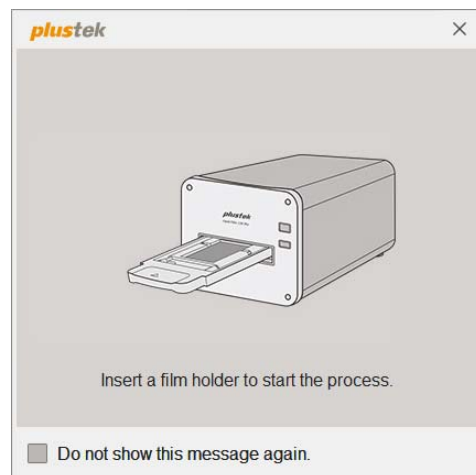 plustek
plustek
Insert a film holder to start the process.
Do not show this message again.